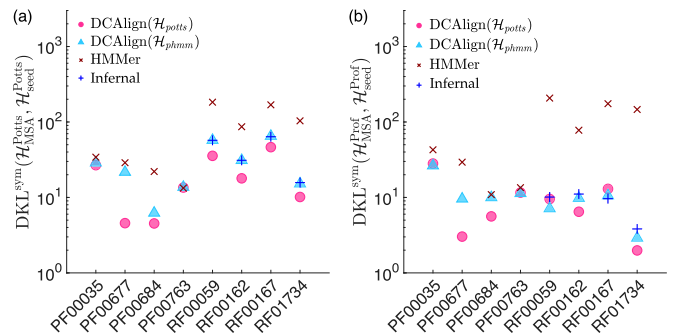 (a)
DCAlign(ℋ_potts)
DCAlign(ℋ_phmm)
HMMer
Infernal
DKL^sym(ℋ_MSA^Potts, ℋ_seed^Potts)
10^3
10^2
10^1
10^0
PF00035 PF00677 PF00684 PF00763 RF00059 RF00162 RF00167 RF01734
(b)
DCAlign(ℋ_potts)
DCAlign(ℋ_phmm)
HMMer
Infernal
DKL^sym(ℋ_MSA^Prof, ℋ_seed^Prof)
10^3
10^2
10^1
10^0
PF00035 PF00677 PF00684 PF00763 RF00059 RF00162 RF00167 RF01734